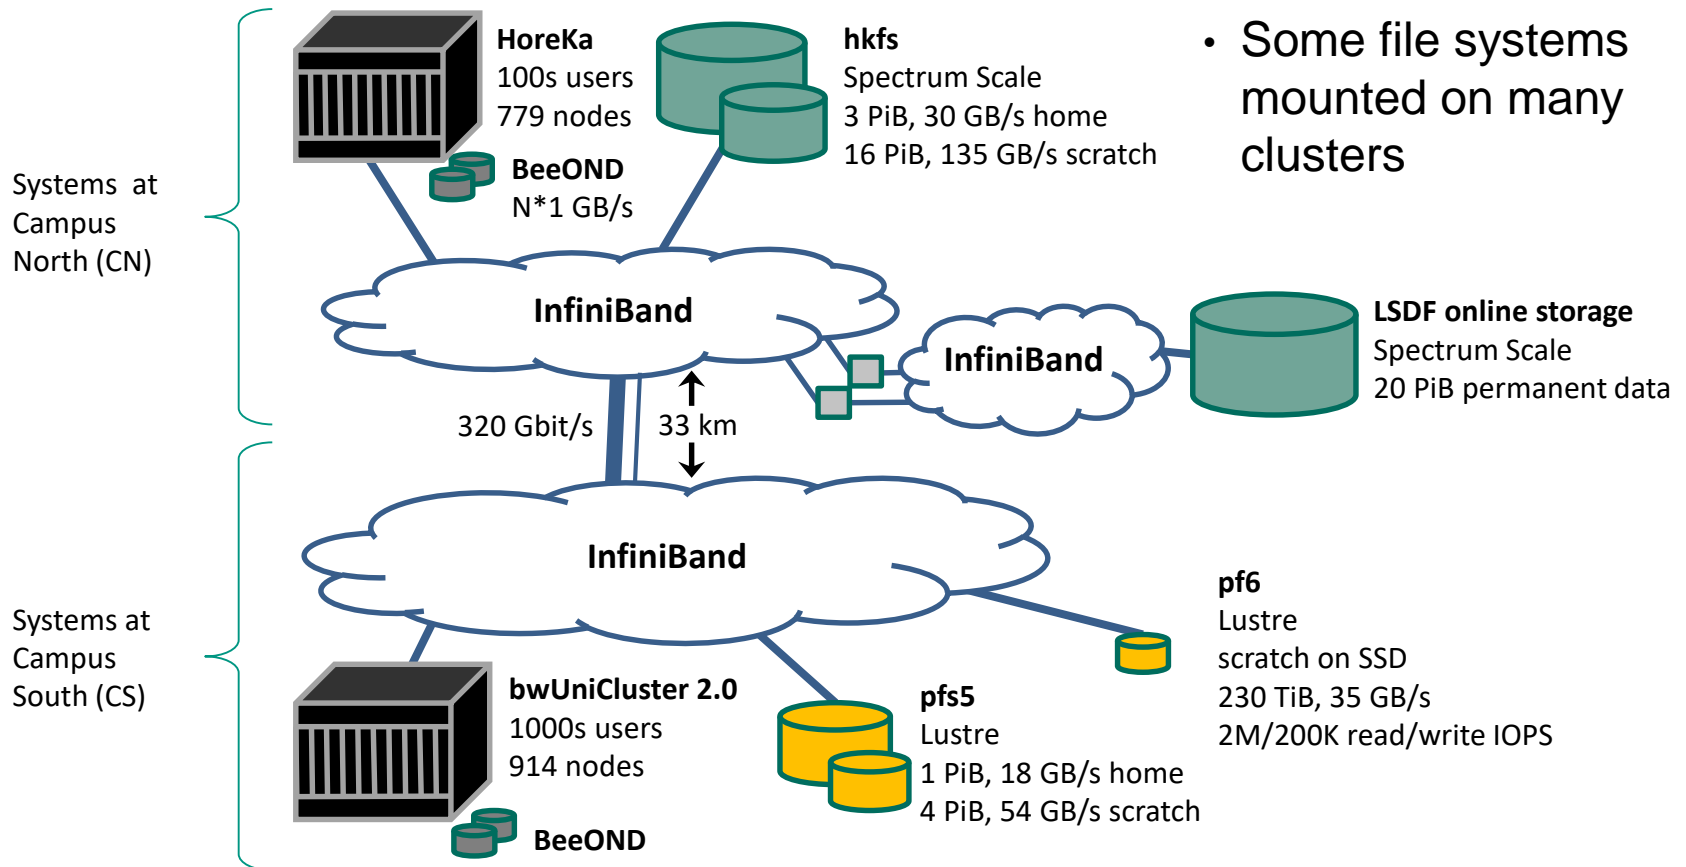 HoreKa
100s users
779 nodes
BeeOND
N*1 GB/s
hkfs
Spectrum Scale
3 PiB, 30 GB/s home
16 PiB, 135 GB/s scratch
• Some file systems
mounted on many
clusters
Systems at
Campus
North (CN)
InfiniBand
InfiniBand
LSDF online storage
Spectrum Scale
20 PiB permanent data
320 Gbit/s
33 km
InfiniBand
Systems at
Campus
South (CS)
bwUniCluster 2.0
1000s users
914 nodes
BeeOND
pfs5
Lustre
1 PiB, 18 GB/s home
4 PiB, 54 GB/s scratch
pf6
Lustre
scratch on SSD
230 TiB, 35 GB/s
2M/200K read/write IOPS